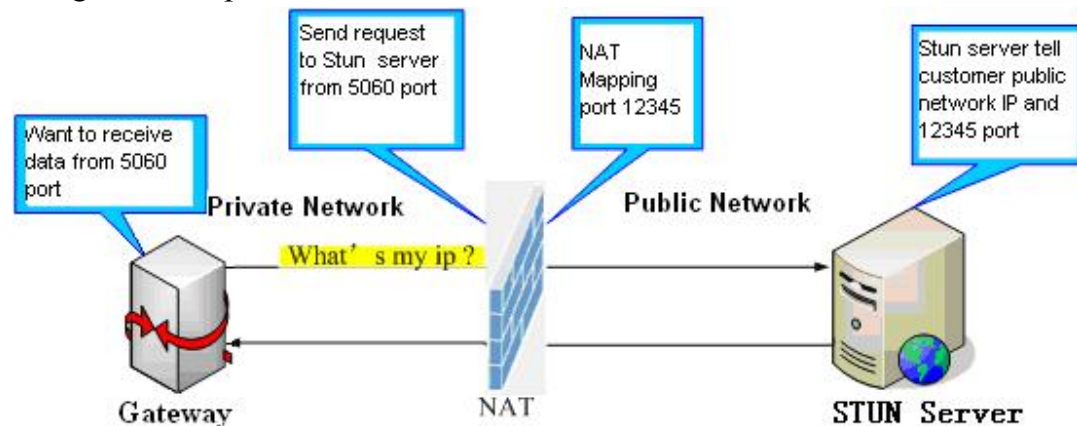 Send request
to Stun server
from 5060 port
NAT
Mapping
port 12345
Stun server tell
customer public
network IP and
12345 port
Want to receive
data from 5060
port
Private Network
Public Network
What's my ip ?
Gateway
NAT
STUN Server